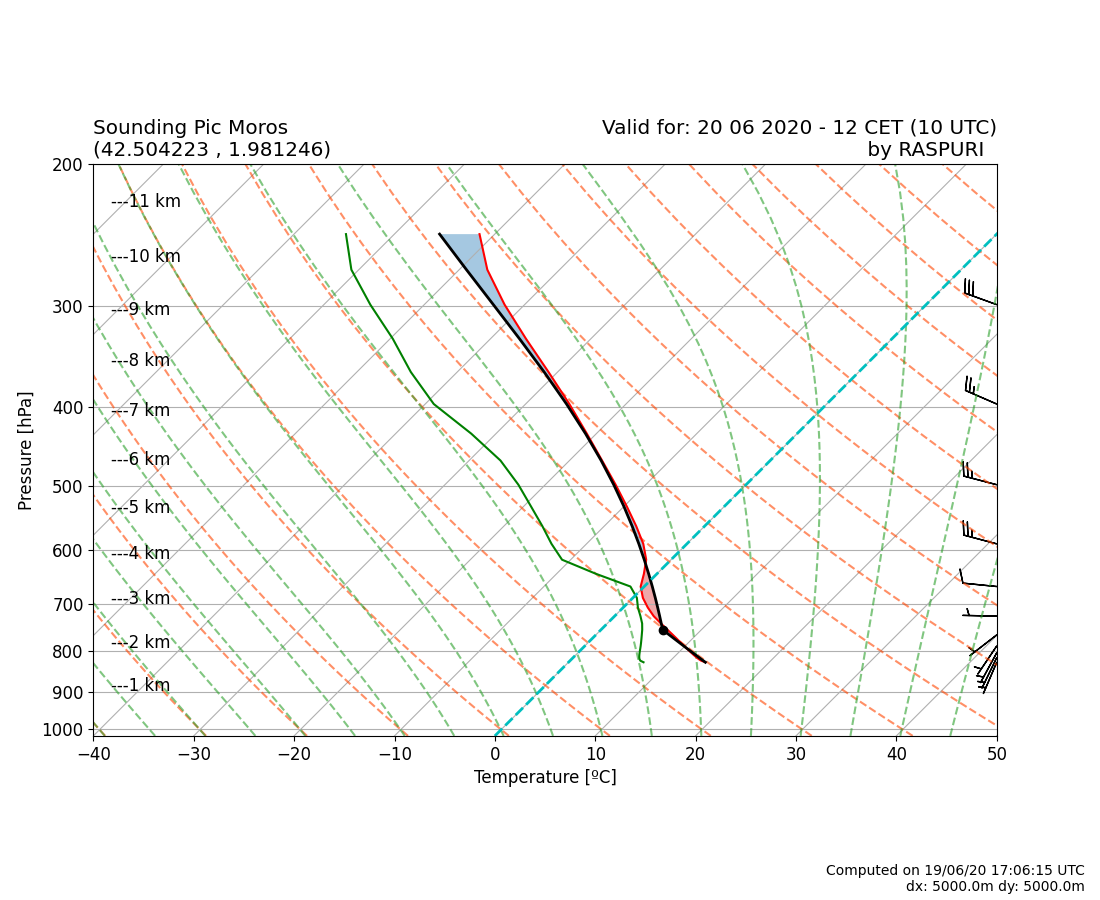 Sounding Pic Moros
(42.504223 , 1.981246)
Valid for: 20 06 2020 - 12 CET (10 UTC)
by RASPURI
200
300
400
500
600
700
800
900
1000
Pressure [hPa]
---11 km
---10 km
---9 km
---8 km
---7 km
---6 km
---5 km
---4 km
---3 km
---2 km
---1 km
−40 −30 −20 −10 0 10 20 30 40 50
Temperature [ºC]
Computed on 19/06/20 17:06:15 UTC
dx: 5000.0m dy: 5000.0m